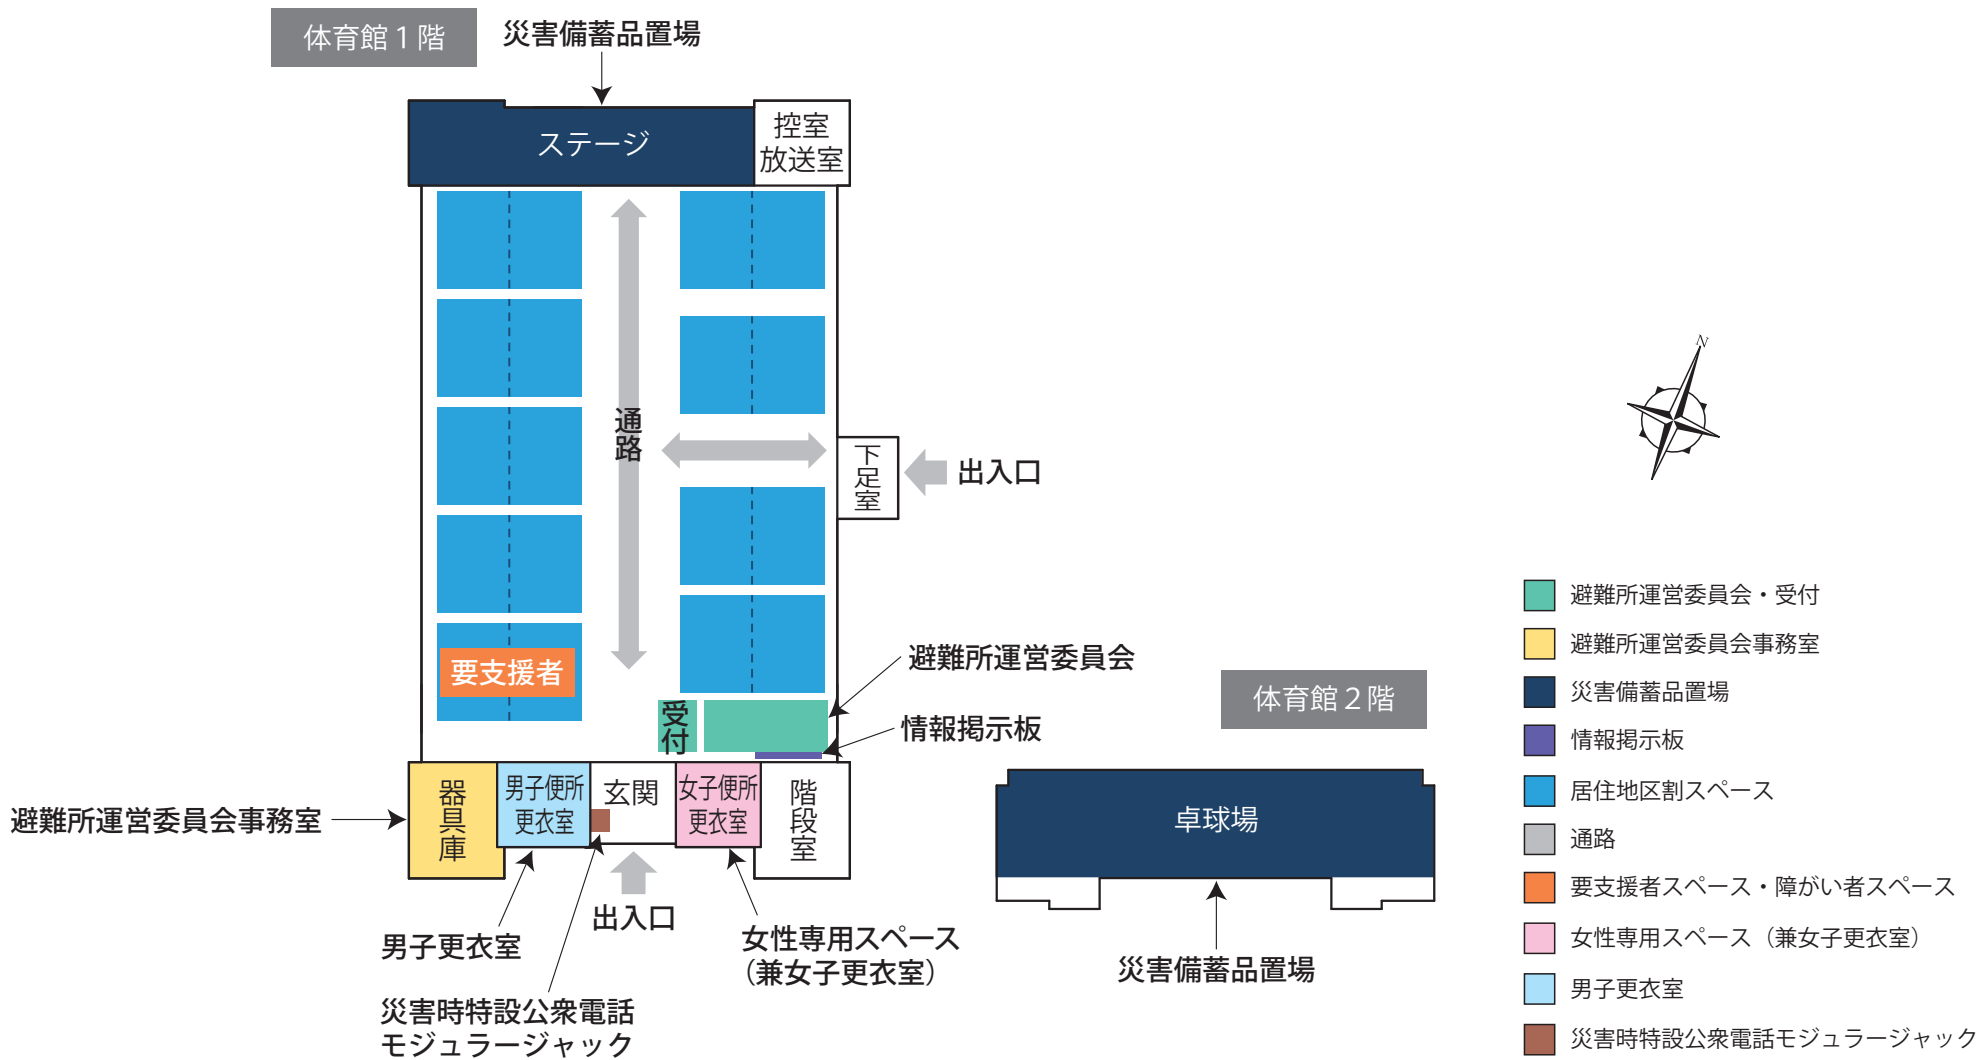 体育館１階
災害備蓄品置場
ステージ
控室
放送室
通路
下足室
出入口
要支援者
受付
避難所運営委員会
情報掲示板
避難所運営委員会事務室
器具庫
男子便所
更衣室
玄関
女子便所
更衣室
階段室
出入口
男子更衣室
女性専用スペース
（兼女子更衣室）
災害時特設公衆電話
モジュラージャック
体育館２階
卓球場
災害備蓄品置場
N
避難所運営委員会・受付
避難所運営委員会事務室
災害備蓄品置場
情報掲示板
居住地区割スペース
通路
要支援者スペース・障がい者スペース
女性専用スペース（兼女子更衣室）
男子更衣室
災害時特設公衆電話モジュラージャック